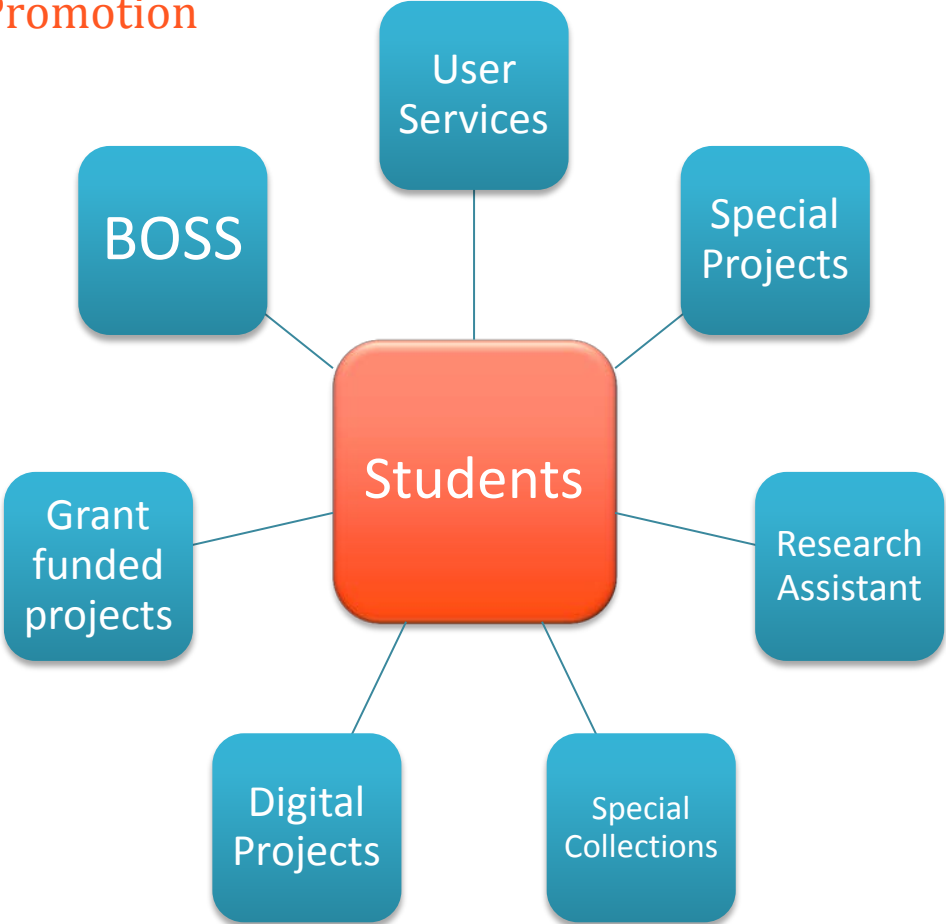 Promotion
User
Services
BOSS
Special
Projects
Students
Grant
funded
projects
Research
Assistant
Digital
Projects
Special
Collections